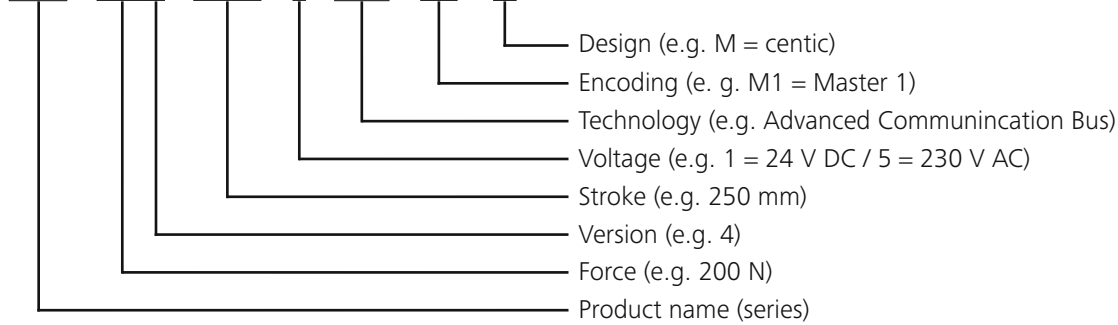 Design (e.g. M = centic)
Encoding (e. g. M1 = Master 1)
Technology (e.g. Advanced Communincation Bus)
Voltage (e.g. 1 = 24 V DC / 5 = 230 V AC)
Stroke (e.g. 250 mm)
Version (e.g. 4)
Force (e.g. 200 N)
Product name (series)